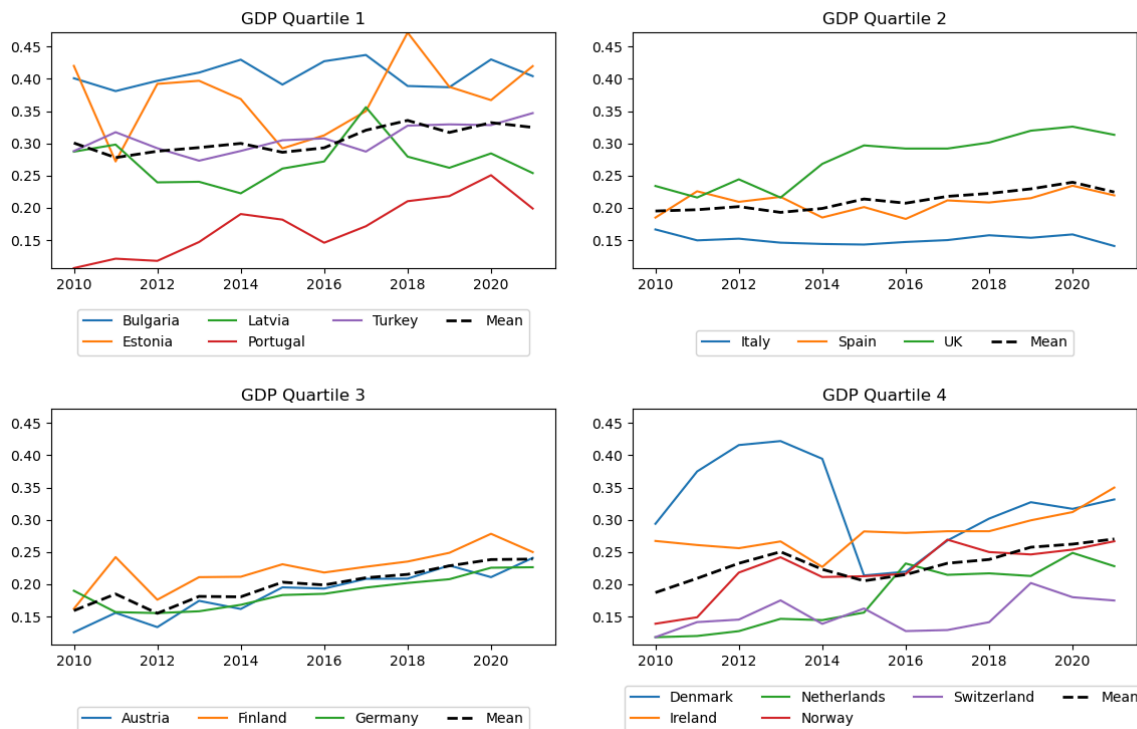 GDP Quartile 1
0.45
0.40
0.35
0.30
0.25
0.20
0.15
2010 2012 2014 2016 2018 2020
Bulgaria Latvia Turkey Mean
Estonia Portugal
GDP Quartile 2
0.45
0.40
0.35
0.30
0.25
0.20
0.15
2010 2012 2014 2016 2018 2020
Italy Spain UK Mean
GDP Quartile 3
0.45
0.40
0.35
0.30
0.25
0.20
0.15
2010 2012 2014 2016 2018 2020
Austria Finland Germany Mean
GDP Quartile 4
0.45
0.40
0.35
0.30
0.25
0.20
0.15
2010 2012 2014 2016 2018 2020
Denmark Netherlands Switzerland Mean
Ireland Norway